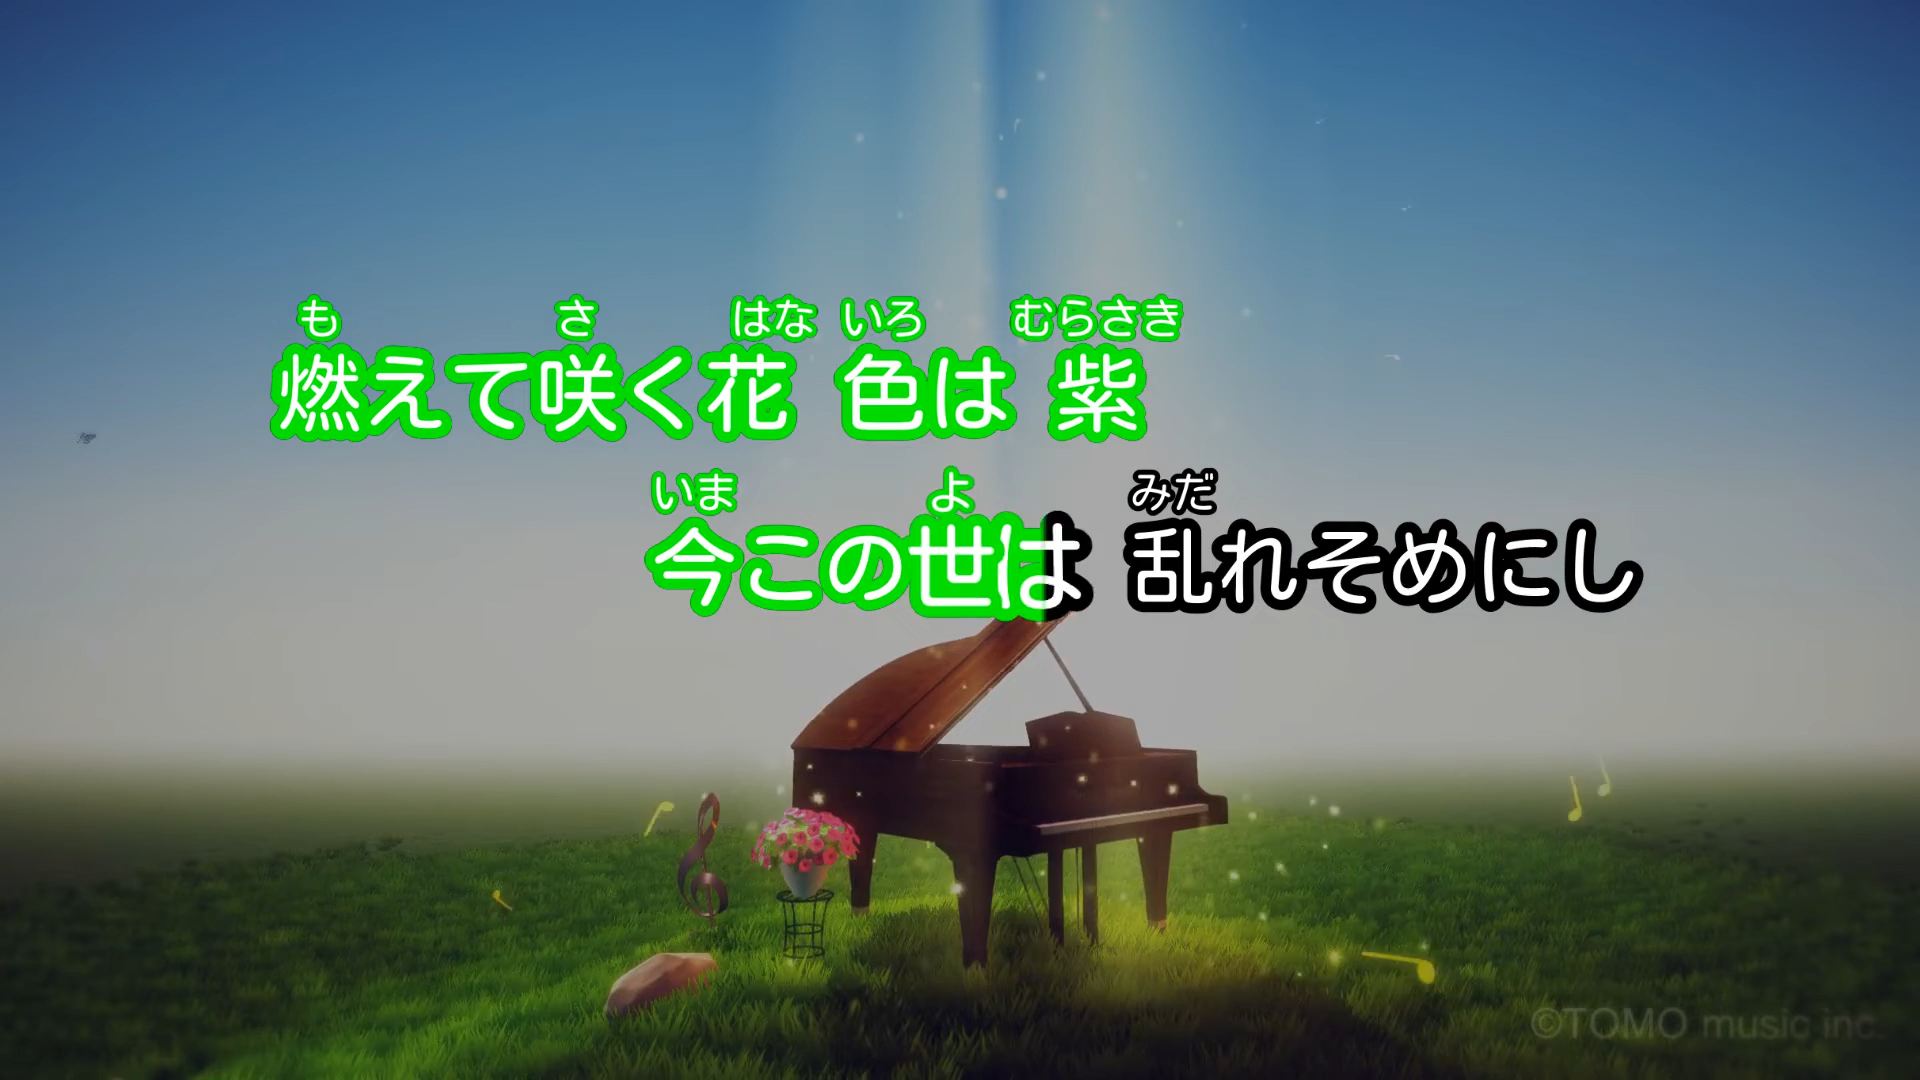 も さ はな いろ むらさき
燃えて咲く花 色は 紫
いま よ みだ
今この世は 乱れそめにし
©TOMO music inc.